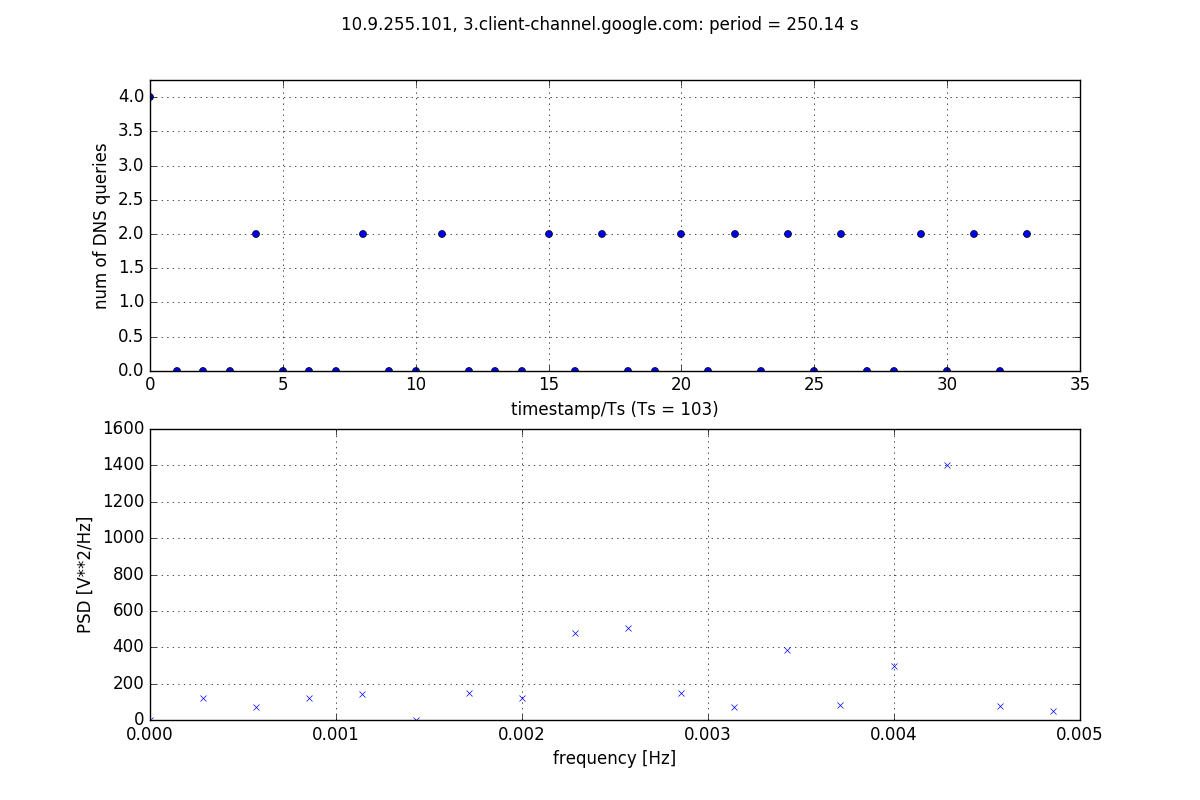 10.9.255.101, 3.client-channel.google.com: period = 250.14 s
num of DNS queries
4.0
3.5
3.0
2.5
2.0
1.5
1.0
0.5
0.0
0 5 10 15 20 25 30 35
timestamp/Ts (Ts = 103)
PSD [V**2/Hz]
1600
1400
1200
1000
800
600
400
200
0
0.000 0.001 0.002 0.003 0.004 0.005
frequency [Hz]